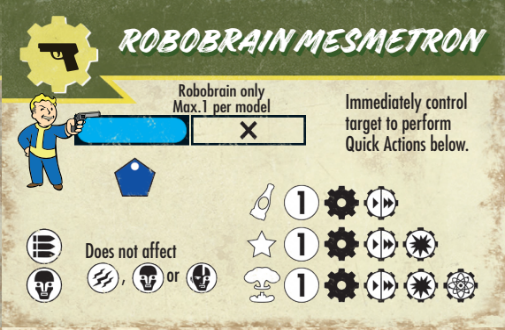 ROBOBRAIN MESMETRON
Robobrain only
Max.1 per model
Immediately control
target to perform
Quick Actions below.
1
1
Does not affect
, or
1